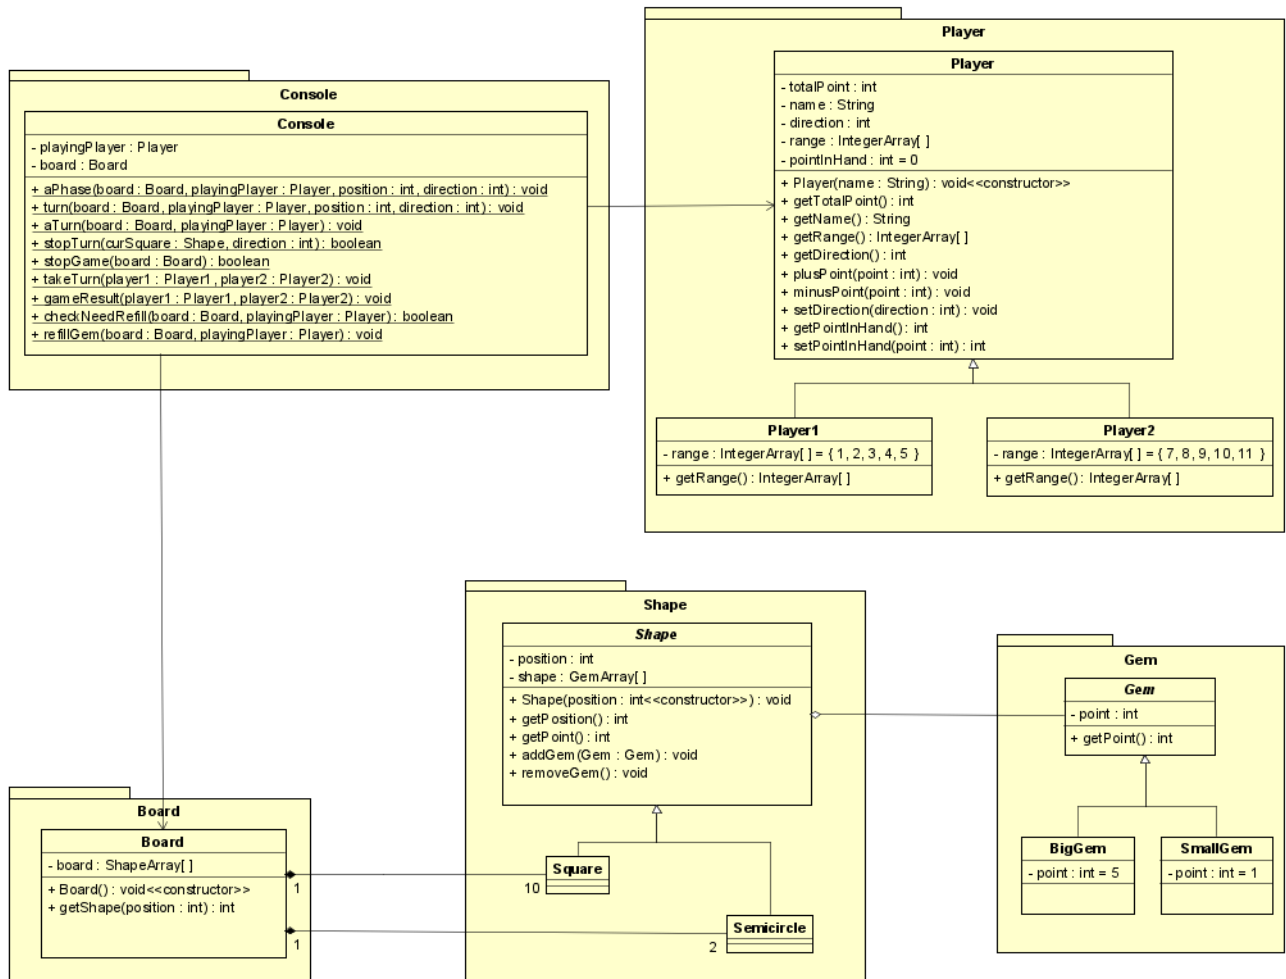 Console
Console
- playingPlayer : Player
- board : Board
+ aPhase(board : Board, playingPlayer : Player, position : int, direction : int) : void
+ turn(board : Board, playingPlayer : Player, position : int, direction : int) : void
+ aTurn(board : Board, playingPlayer : Player) : void
+ stopTurn(curSquare : Shape, direction : int) : boolean
+ stopGame(board : Board) : boolean
+ takeTurn(player1 : Player1, player2 : Player2) : void
+ gameResult(player1 : Player1, player2 : Player2) : void
+ checkNeedRefill(board : Board, playingPlayer : Player) : boolean
+ refillGem(board : Board, playingPlayer : Player) : void
Player
Player
- totalPoint : int
- name : String
- direction : int
- range : IntegerArray[ ]
- pointInHand : int = 0
+ Player(name : String) : void<<constructor>>
+ getTotalPoint() : int
+ getName() : String
+ getRange() : IntegerArray[ ]
+ getDirection() : int
+ plusPoint(point : int) : void
+ minusPoint(point : int) : void
+ setDirection(direction : int) : void
+ getPointInHand() : int
+ setPointInHand(point : int) : int
Player1
- range : IntegerArray[ ] = { 1, 2, 3, 4, 5 }
+ getRange() : IntegerArray[ ]
Player2
- range : IntegerArray[ ] = { 7, 8, 9, 10, 11 }
+ getRange() : IntegerArray[ ]
Shape
Shape
- position : int
- shape : GemArray[ ]
+ Shape(position : int<<constructor>>) : void
+ getPosition() : int
+ getPoint() : int
+ addGem(Gem : Gem) : void
+ removeGem() : void
Square
10
Semicircle
2
Gem
Gem
- point : int
+ getPoint() : int
BigGem
- point : int = 5
SmallGem
- point : int = 1
Board
Board
- board : ShapeArray[ ]
+ Board() : void<<constructor>>
+ getShape(position : int) : int
1
1